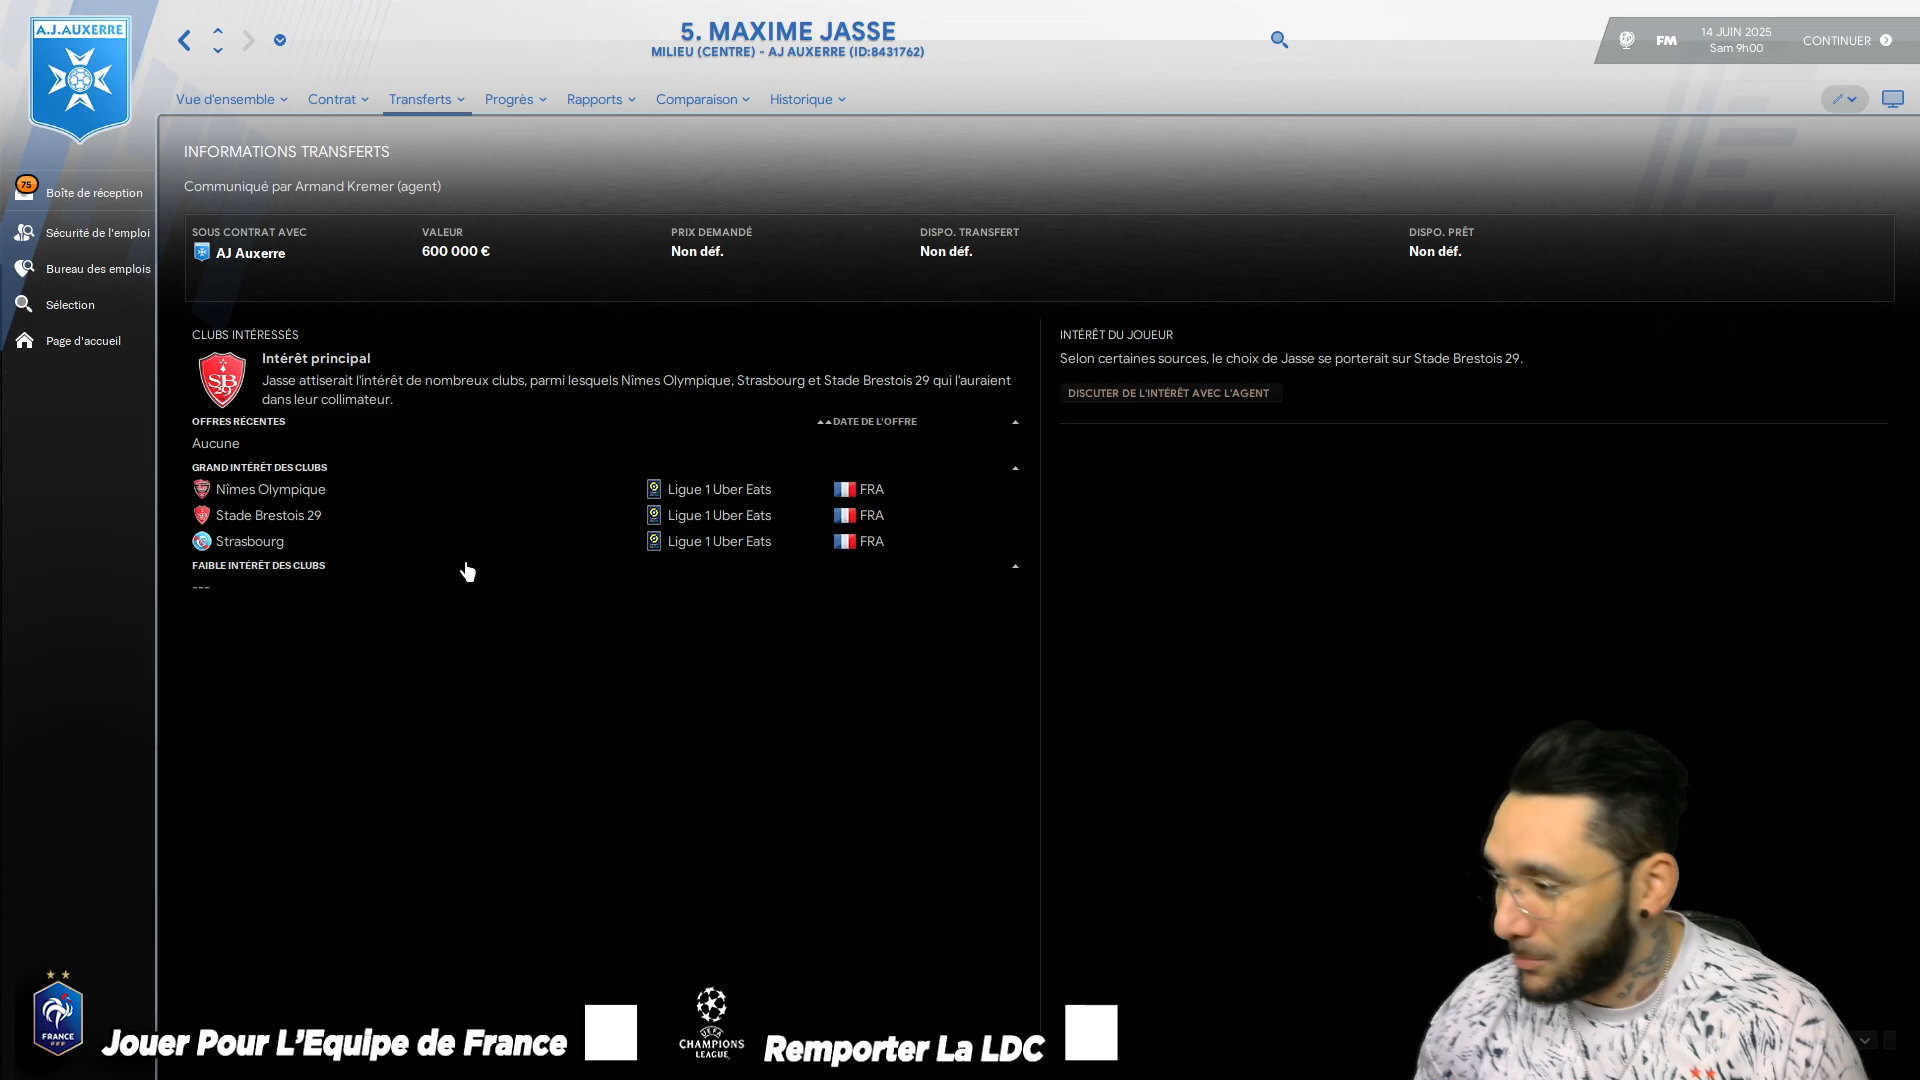 A.J.AUXERRE
5. MAXIME JASSE
MILIEU (CENTRE) - AJ AUXERRE (ID:8431762)
FM
14 JUIN 2025
Sam 9h00
CONTINUER
Vue d'ensemble
Contrat
Transferts
Progrès
Rapports
Comparaison
Historique
75
Boîte de réception
Sécurité de l'emploi
Bureau des emplois
Sélection
Page d'accueil
INFORMATIONS TRANSFERTS
Communiqué par Armand Kremer (agent)
SOUS CONTRAT AVEC
AJ Auxerre
VALEUR
600 000 €
PRIX DEMANDÉ
Non déf.
DISPO. TRANSFERT
Non déf.
DISPO. PRÊT
Non déf.
CLUBS INTÉRESSÉS
SB
29
Intérêt principal
Jasse attiserait l'intérêt de nombreux clubs, parmi lesquels Nîmes Olympique, Strasbourg et Stade Brestois 29 qui l'auraient
dans leur collimateur.
OFFRES RÉCENTES
DATE DE L'OFFRE
Aucune
GRAND INTÉRÊT DES CLUBS
Nîmes Olympique Ligue 1 Uber Eats FRA
Stade Brestois 29 Ligue 1 Uber Eats FRA
Strasbourg Ligue 1 Uber Eats FRA
FAIBLE INTÉRÊT DES CLUBS
---
INTÉRÊT DU JOUEUR
Selon certaines sources, le choix de Jasse se porterait sur Stade Brestois 29.
DISCUTER DE L'INTÉRÊT AVEC L'AGENT
FRANCE
FFF
Jouer Pour L'Equipe de France
UEFA
CHAMPIONS
LEAGUE
Remporter La LDC